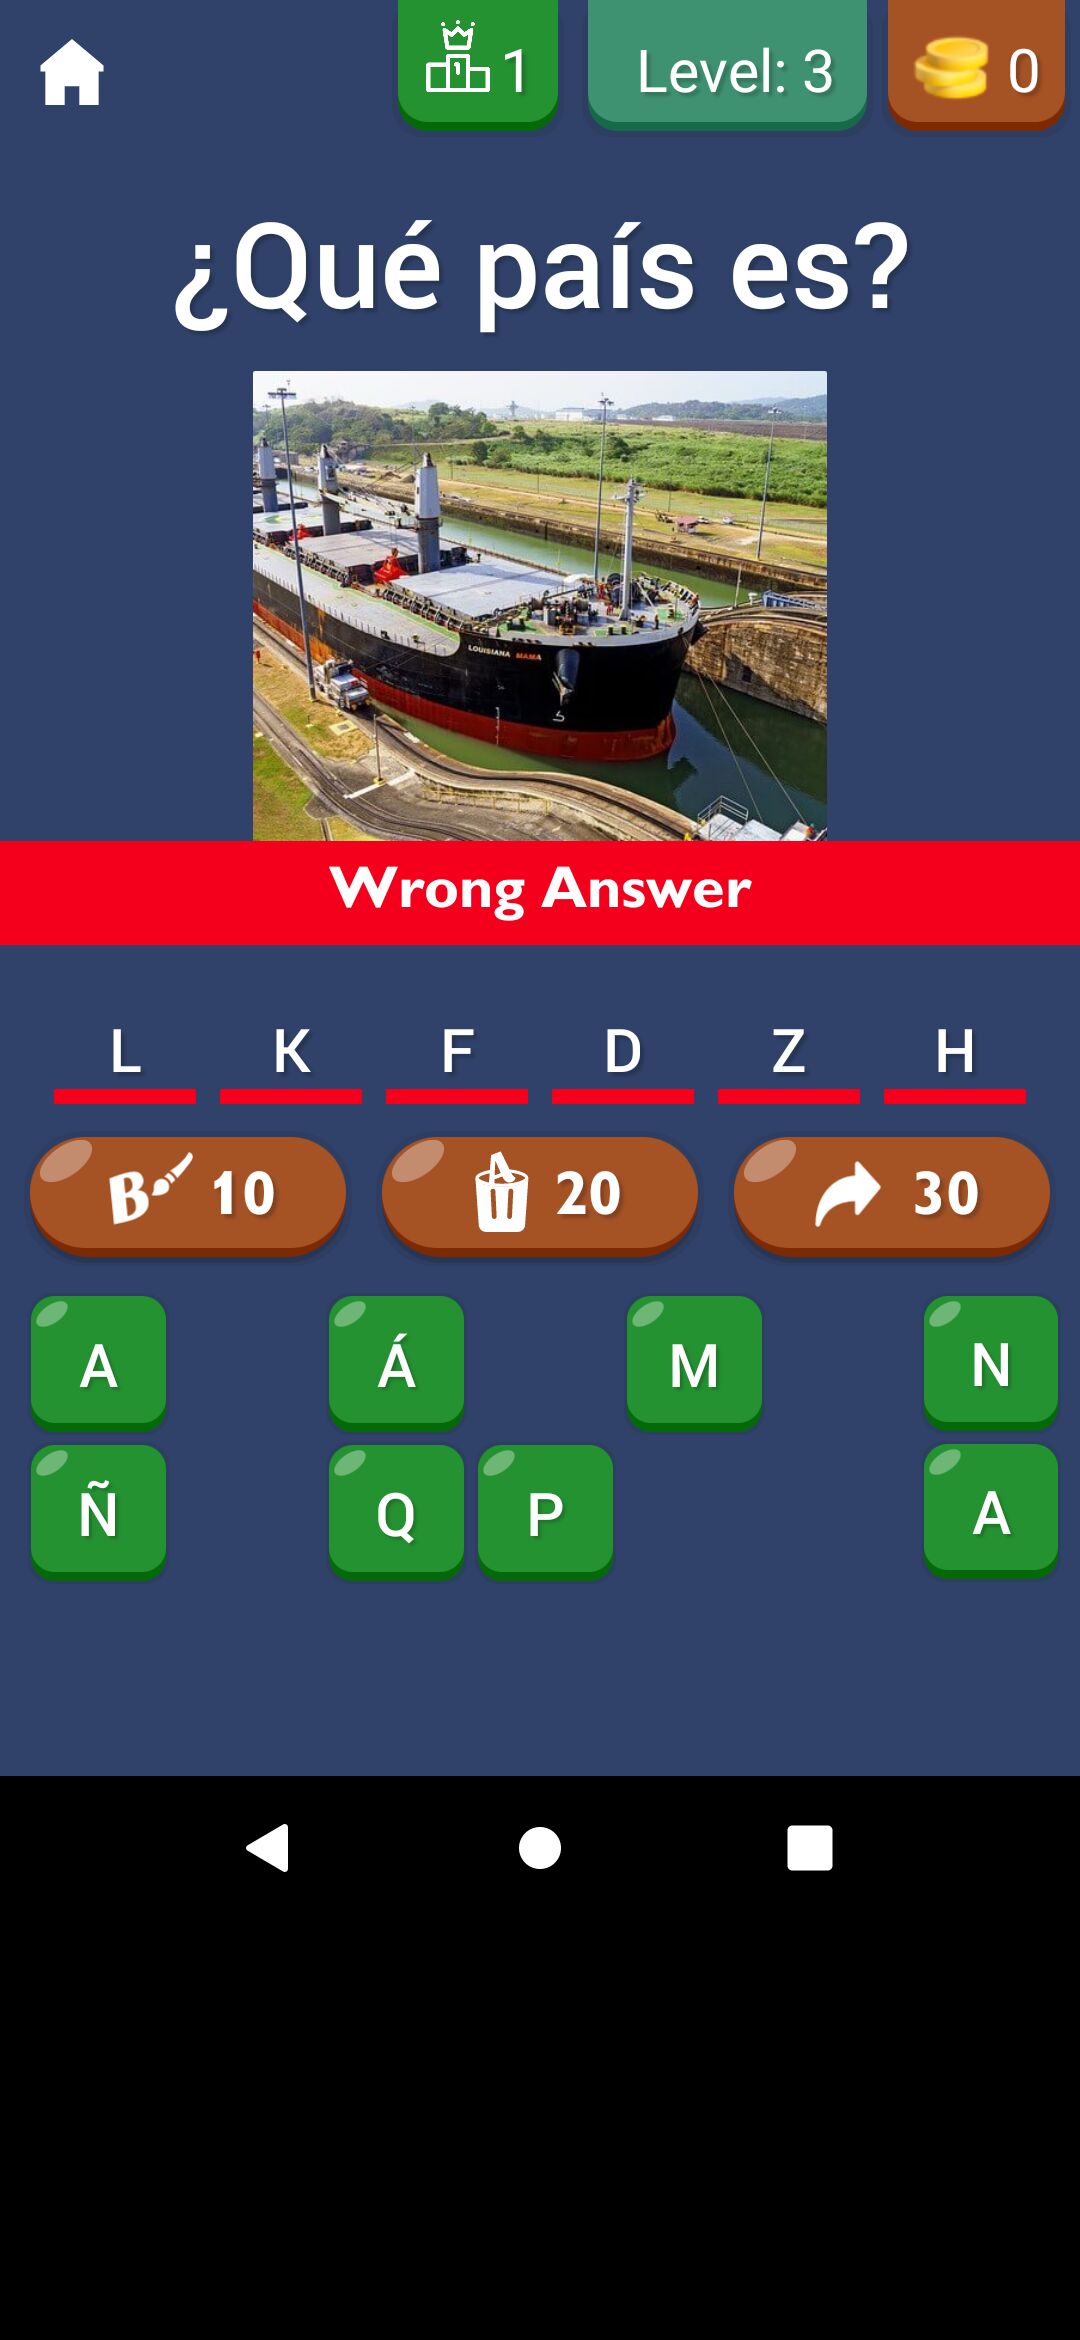 1 Level: 3 0
¿Qué país es?
LOUISIANA MAMA
Wrong Answer
L K F D Z H
B 10 20 30
A Á M N
Ñ Q P A